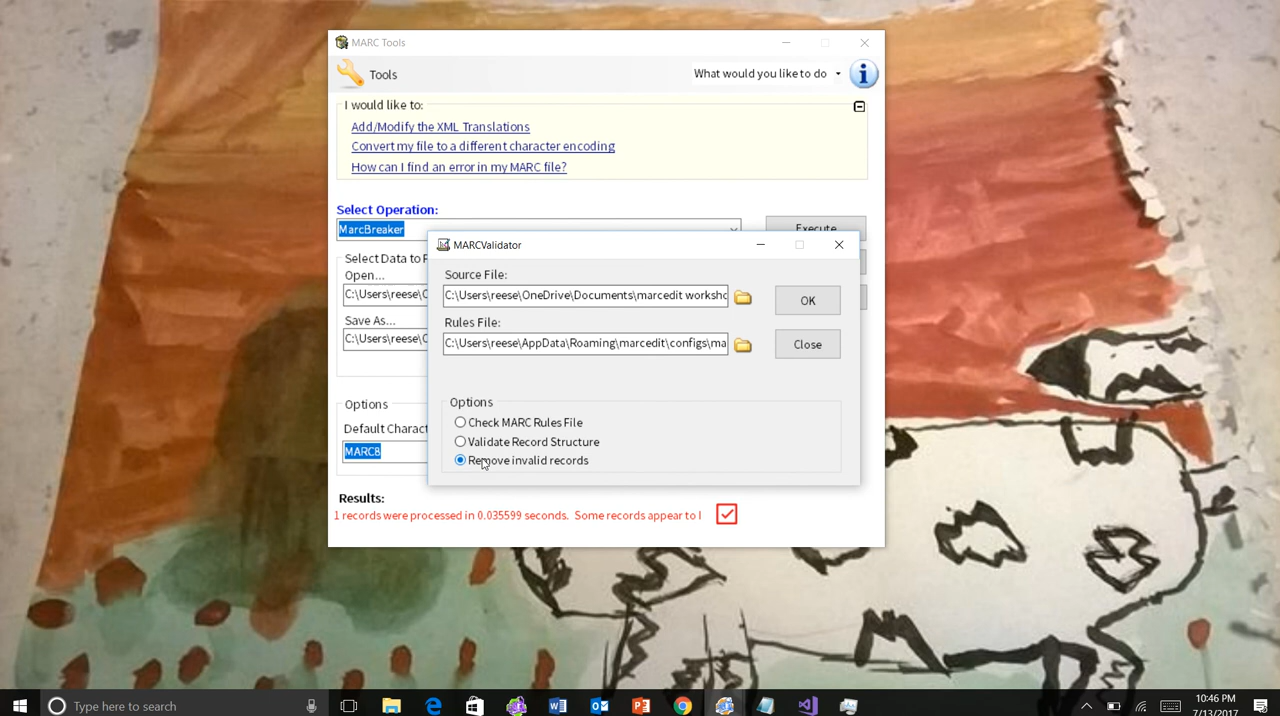 MARC Tools
Tools
What would you like to do
I would like to:
Add/Modify the XML Translations
Convert my file to a different character encoding
How can I find an error in my MARC file?
Select Operation:
MarcBreaker
Execute
Select Data to P
Open...
C:\Users\reese\O
Save As...
C:\Users\reese\O
Options
Default Charact
MARC8
Results:
1 records were processed in 0.035599 seconds. Some records appear to l
MARCValidator
Source File:
C:\Users\reese\OneDrive\Documents\marcedit worksho
OK
Rules File:
C:\Users\reese\AppData\Roaming\marcedit\configs\ma
Close
Options
Check MARC Rules File
Validate Record Structure
Remove invalid records
Type here to search
10:46 PM
7/13/2017